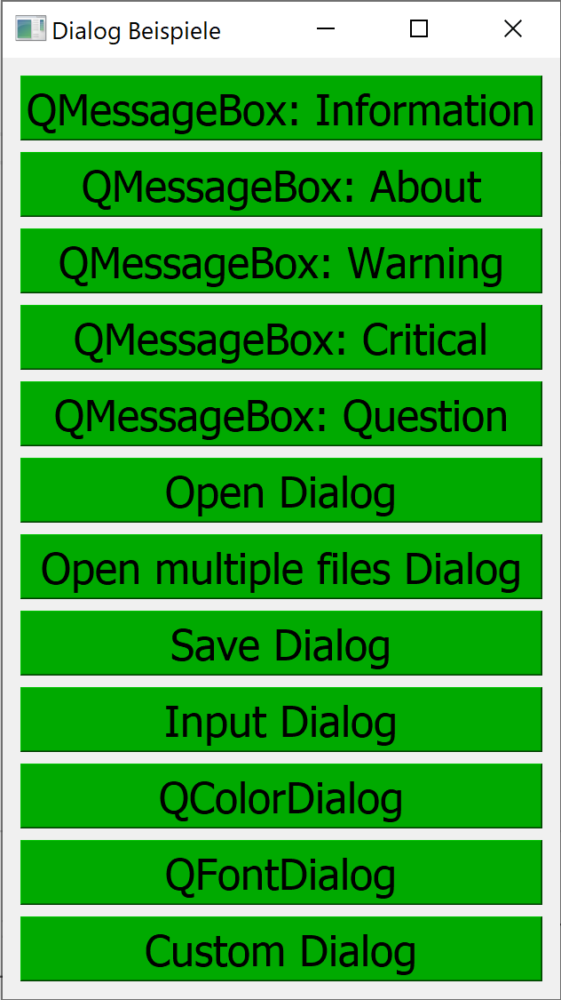 Dialog Beispiele
QMessageBox: Information
QMessageBox: About
QMessageBox: Warning
QMessageBox: Critical
QMessageBox: Question
Open Dialog
Open multiple files Dialog
Save Dialog
Input Dialog
QColorDialog
QFontDialog
Custom Dialog